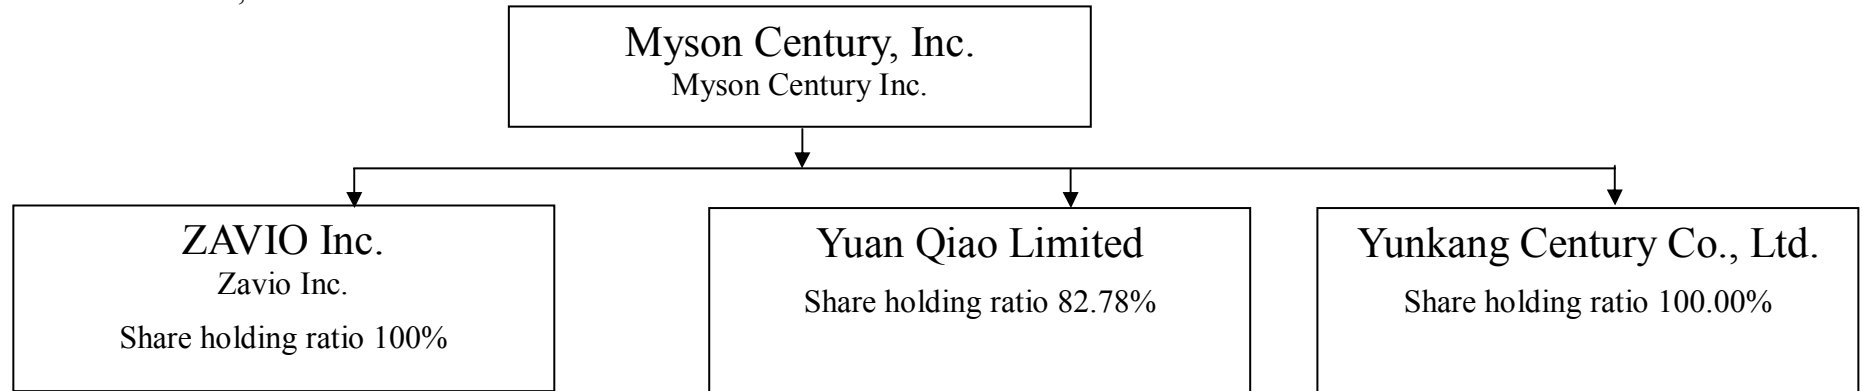 Myson Century, Inc.
Myson Century Inc.
ZAVIO Inc.
Zavio Inc.
Share holding ratio 100%
Yuan Qiao Limited
Share holding ratio 82.78%
Yunkang Century Co., Ltd.
Share holding ratio 100.00%